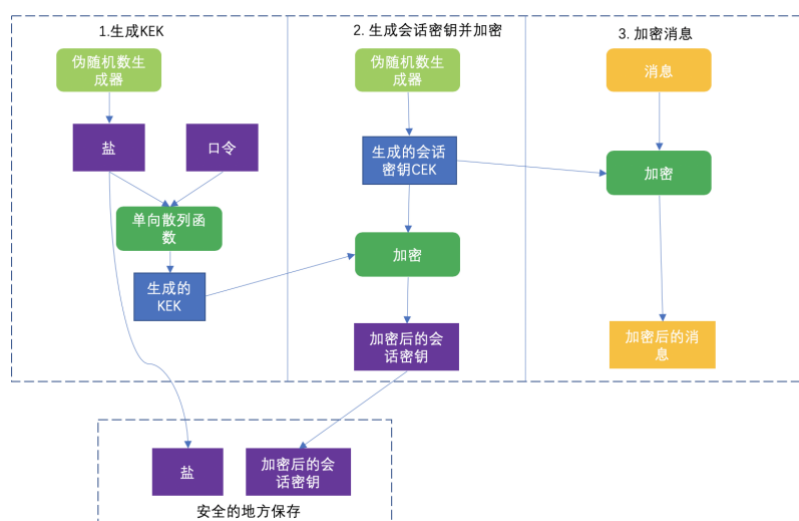 1.生成KEK
伪随机数生
成器
盐
口令
单向散列函
数
生成的
KEK
2. 生成会话密钥并加密
伪随机数生
成器
生成的会话
密钥CEK
加密
加密后的会
话密钥
3. 加密消息
消息
加密
加密后的消
息
盐
加密后的会
话密钥
安全的地方保存